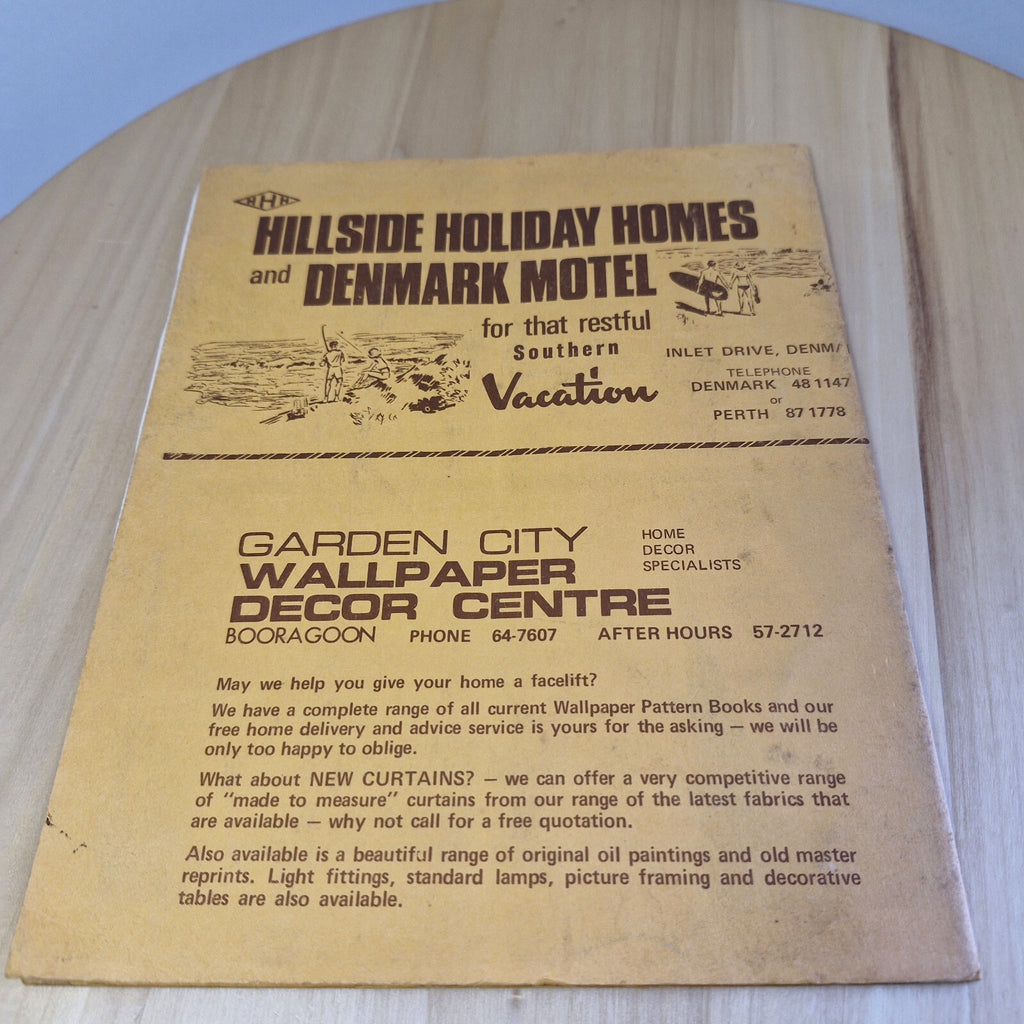 HHH
HILLSIDE HOLIDAY HOMES
and DENMARK MOTEL
for that restful
Southern
Vacation
INLET DRIVE,
TELEPHONE
DENMARK 48 1147
or
PERTH 87 1778
GARDEN CITY
WALLPAPER
DECOR CENTRE
HOME
DECOR
SPECIALISTS
BOORAGOON PHONE 64-7607 AFTER HOURS 57-2712
May we help you give your home a facelift?
We have a complete range of all current Wallpaper Pattern Books and our
free home delivery and advice service is yours for the asking — we will be
only too happy to oblige.
What about NEW CURTAINS? — we can offer a very competitive range
of "made to measure" curtains from our range of the latest fabrics that
are available — why not call for a free quotation.
Also available is a beautiful range of original oil paintings and old master
reprints. Light fittings, standard lamps, picture framing and decorative
tables are also available.